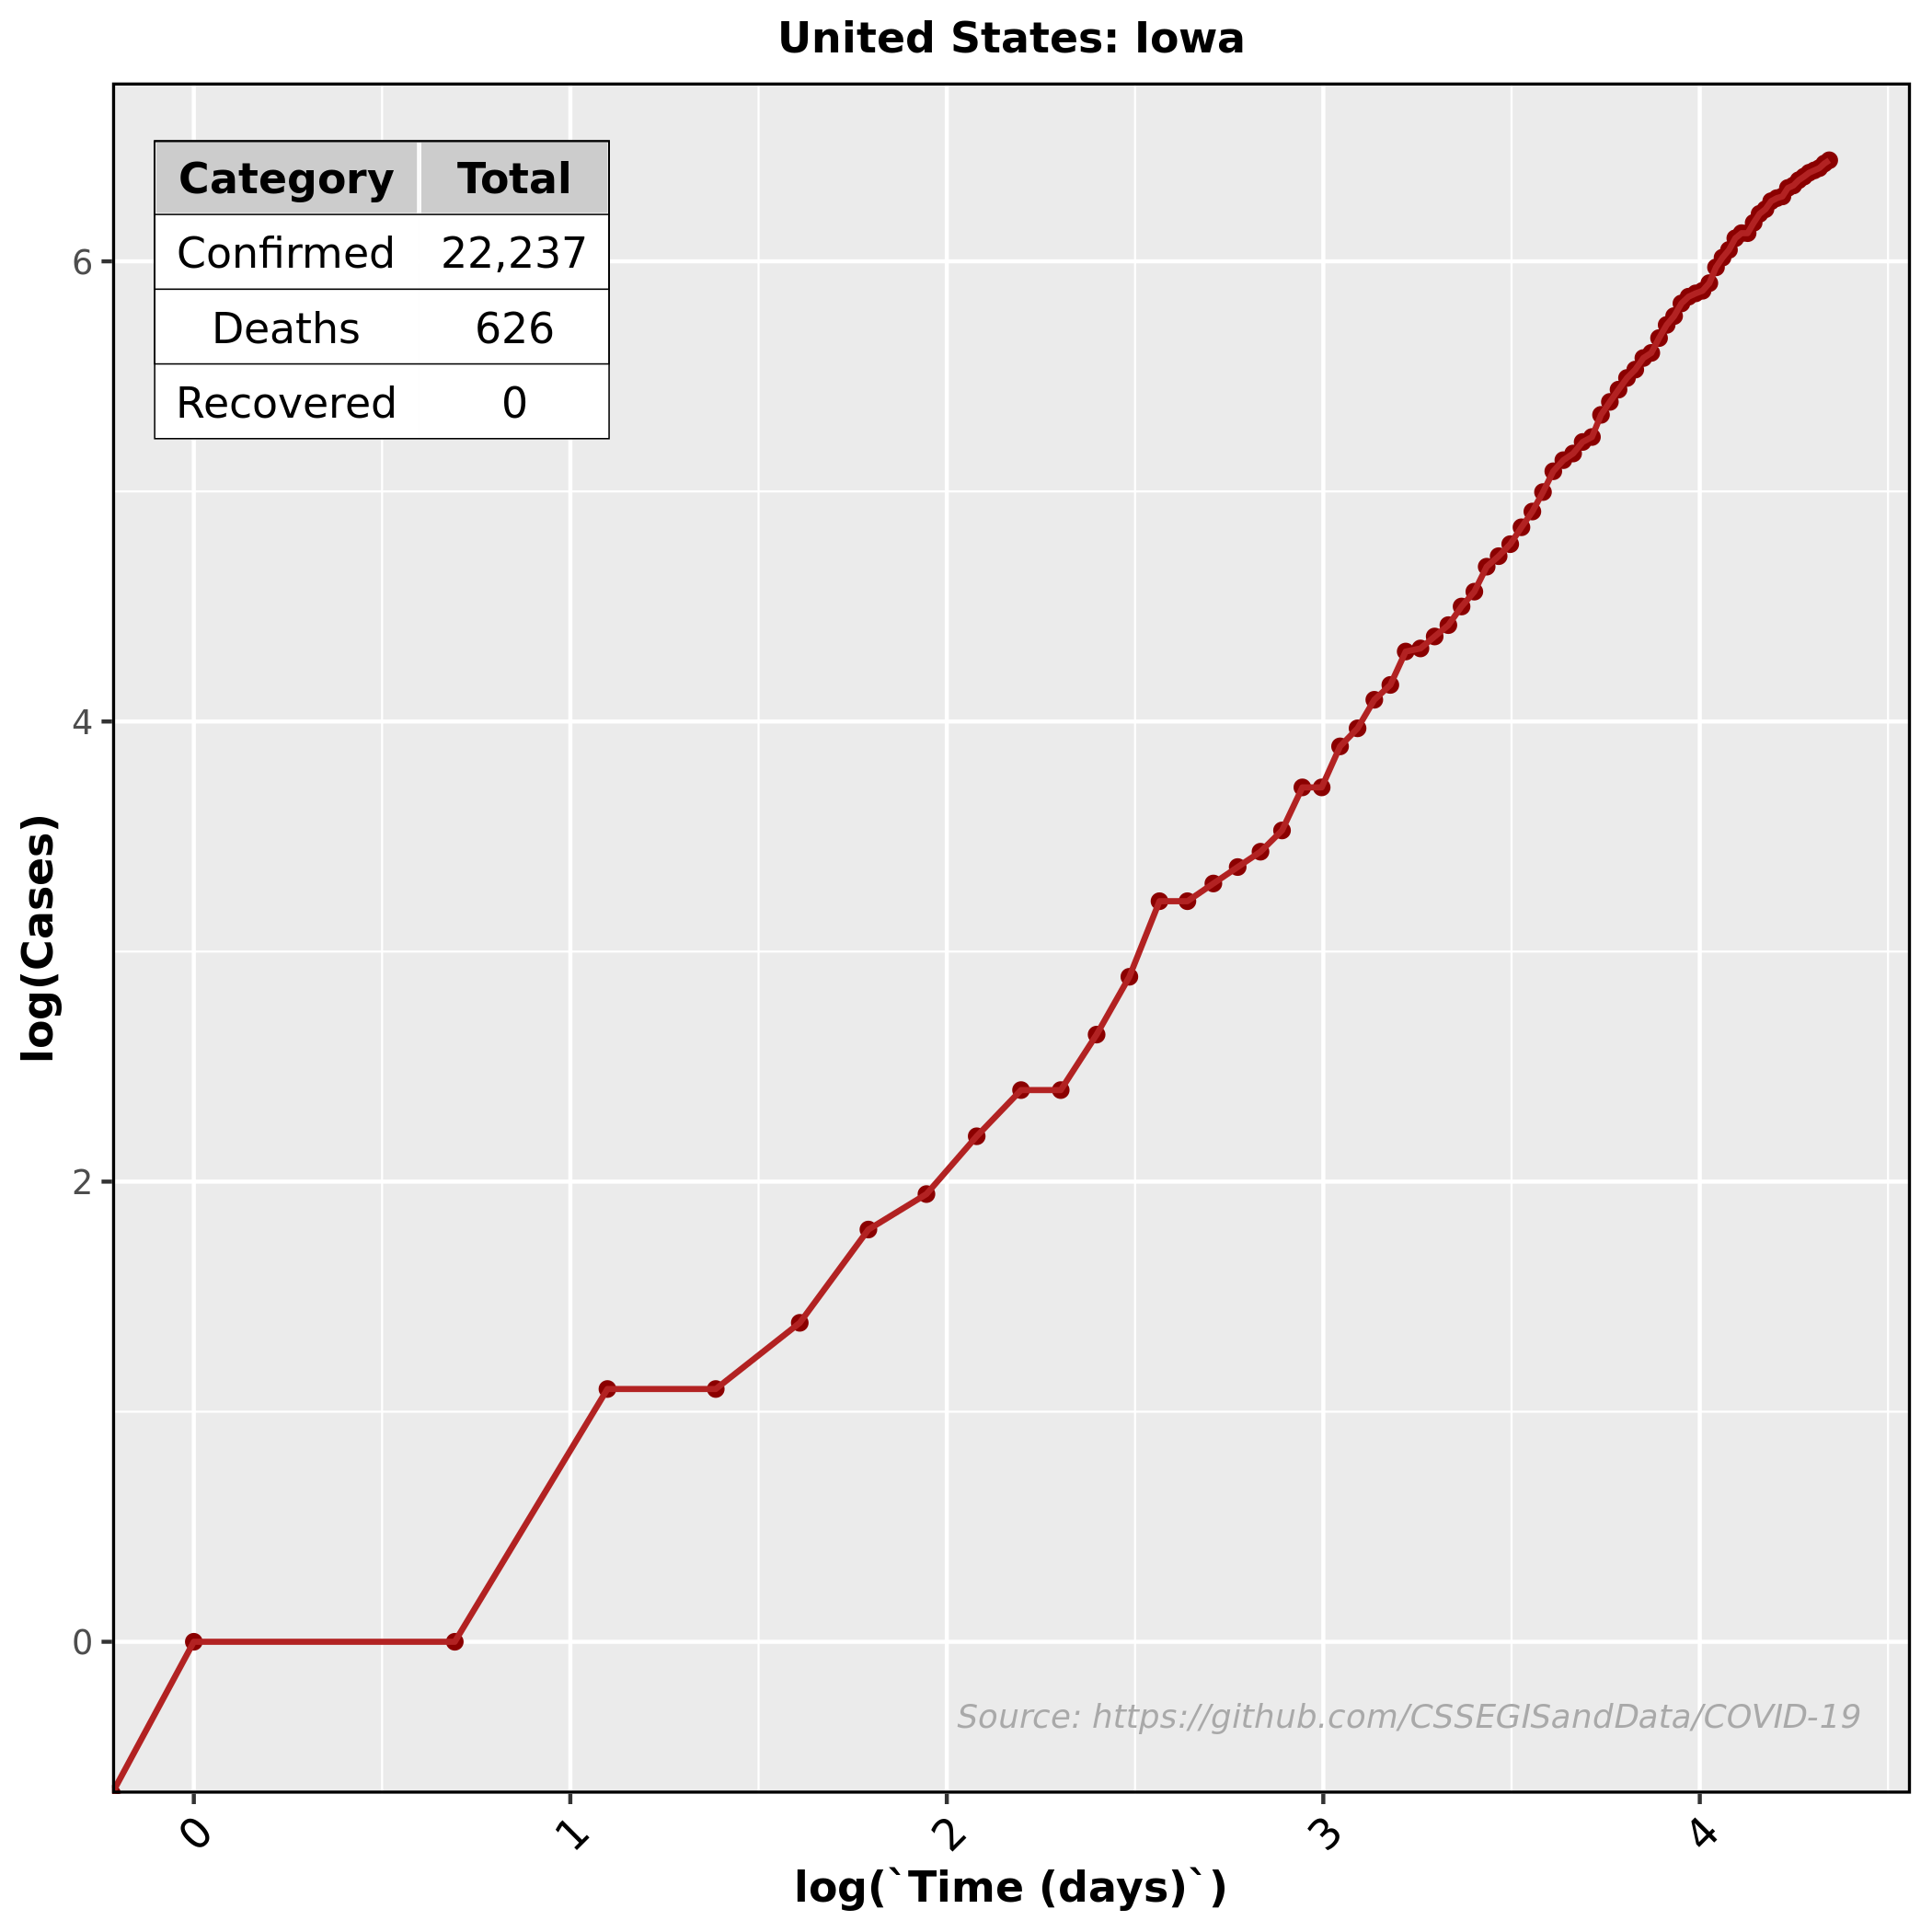 United States: Iowa
Category Total
Confirmed 22,237
Deaths 626
Recovered 0
6
4
2
0
log(Cases)
Source: https://github.com/CSSEGISandData/COVID-19
0 1 2 3 4
log(`Time (days)`)